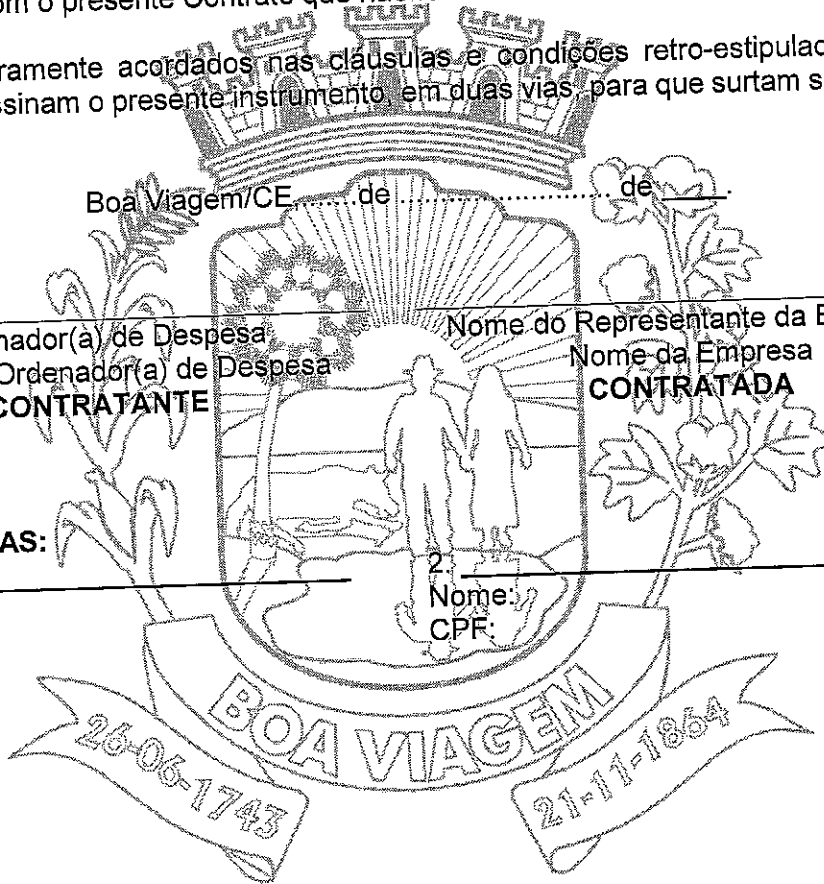 om o presente Contrato que
ramente acordados nas cláusulas e condições retro-estipulad
ssinam o presente instrumento, em duas vias, para que surtam s
Boa Viagem/CE, ...... de .......................... de _____.
nador(a) de Despesa
Ordenador(a) de Despesa
CONTRATANTE
Nome do Representante da E
Nome da Empresa
CONTRATADA
AS:
2.
Nome:
CPF:
BOA VIAGEM
26-06-1743
21-11-1864